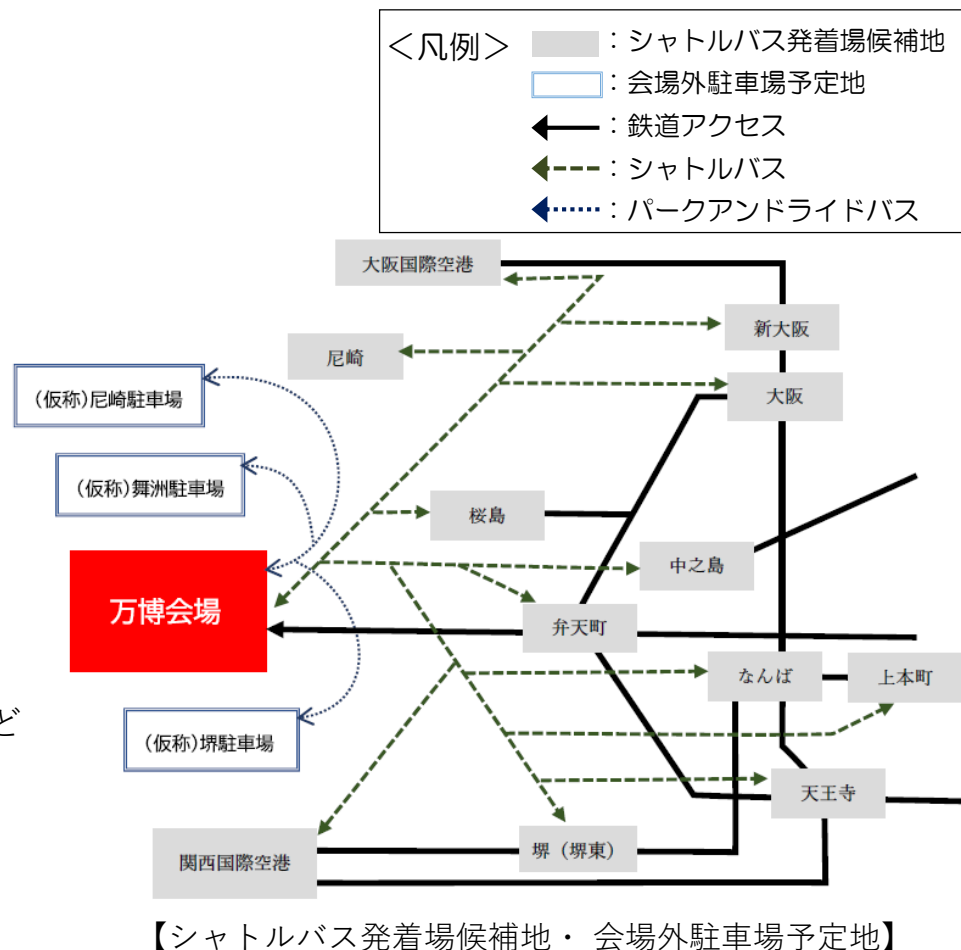 ＜凡例＞
：シャトルバス発着場候補地
：会場外駐車場予定地
：鉄道アクセス
：シャトルバス
：パークアンドライドバス
大阪国際空港
新大阪
尼崎
大阪
（仮称）尼崎駐車場
（仮称）舞洲駐車場
桜島
中之島
万博会場
弁天町
なんば
上本町
ど
（仮称）堺駐車場
天王寺
関西国際空港
堺（堺東）
【シャトルバス発着場候補地・ 会場外駐車場予定地】